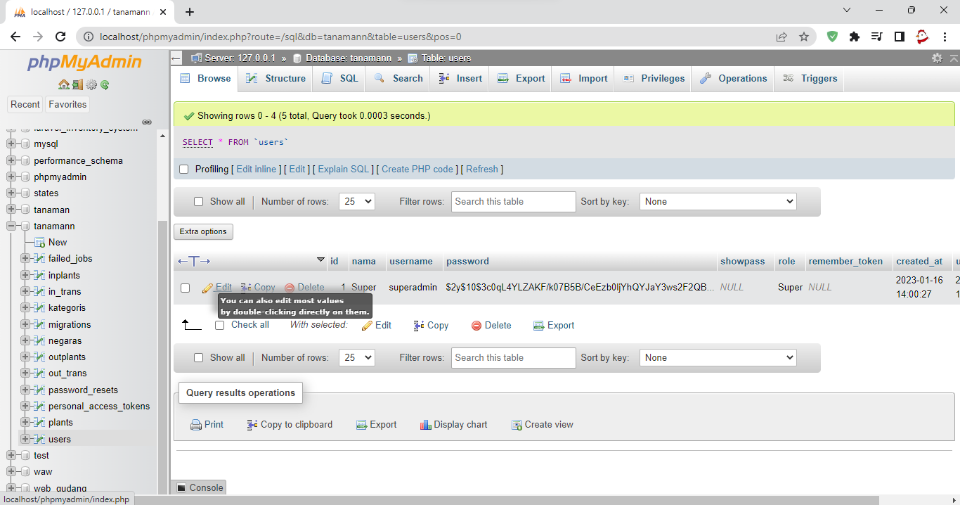 localhost / 127.0.0.1 / tanamann
localhost/phpmyadmin/index.php?route=/sql&db=tanamann&table=users&pos=0
phpMyAdmin
Recent Favorites
laravel_inventory_system
mysql
performance_schema
phpmyadmin
states
tanaman
tanamann
New
failed_jobs
inplants
in_trans
kategoris
migrations
negaras
outplants
out_trans
password_resets
personal_access_tokens
plants
users
test
waw
web_gudang
localhost/phpmyadmin/index.php
Server: 127.0.0.1 » Database: tanamann » Table: users
Browse Structure SQL Search Insert Export Import Privileges Operations Triggers
Showing rows 0 - 4 (5 total, Query took 0.0003 seconds.)
SELECT * FROM `users`
Profiling [ Edit inline ] [ Edit ] [ Explain SQL ] [ Create PHP code ] [ Refresh ]
Show all Number of rows: 25 Filter rows: Search this table Sort by key: None
Extra options
←T→ id nama username password showpass role remember_token created_at u
Edit Copy Delete 1 Super superadmin $2y$10$3c0qL4YLZAKF/k07B5B/CeEzb0ljYhQYJaY3ws2F2QB... NULL Super NULL 2023-01-16 2
14:00:27 1
You can also edit most values
by double-clicking directly on them.
Check all With selected: Edit Copy Delete Export
Show all Number of rows: 25 Filter rows: Search this table Sort by key: None
Query results operations
Print Copy to clipboard Export Display chart Create view
Console